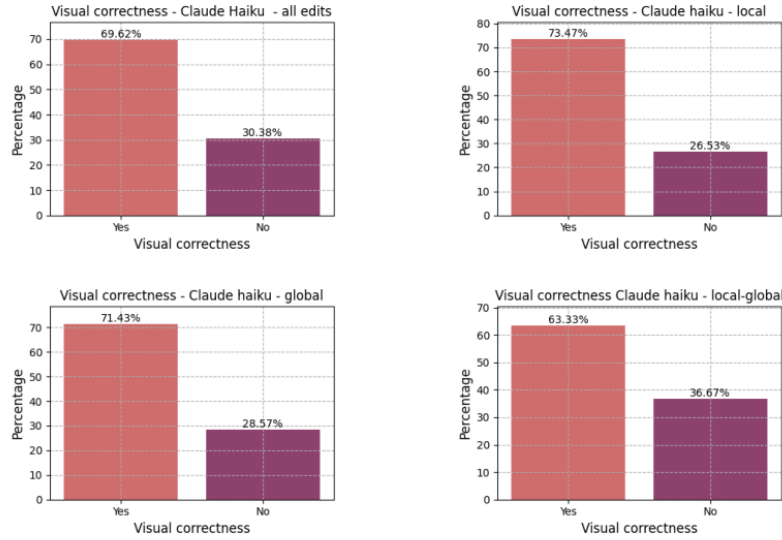 Visual correctness - Claude Haiku  - all edits
Percentage
70
60
50
40
30
20
10
0
69.62%
30.38%
Yes
No
Visual correctness
Visual correctness - Claude haiku - local
Percentage
80
70
60
50
40
30
20
10
0
73.47%
26.53%
Yes
No
Visual correctness
Visual correctness - Claude haiku - global
Percentage
70
60
50
40
30
20
10
0
71.43%
28.57%
Yes
No
Visual correctness
Visual correctness Claude haiku - local-global
Percentage
70
60
50
40
30
20
10
0
63.33%
36.67%
Yes
No
Visual correctness